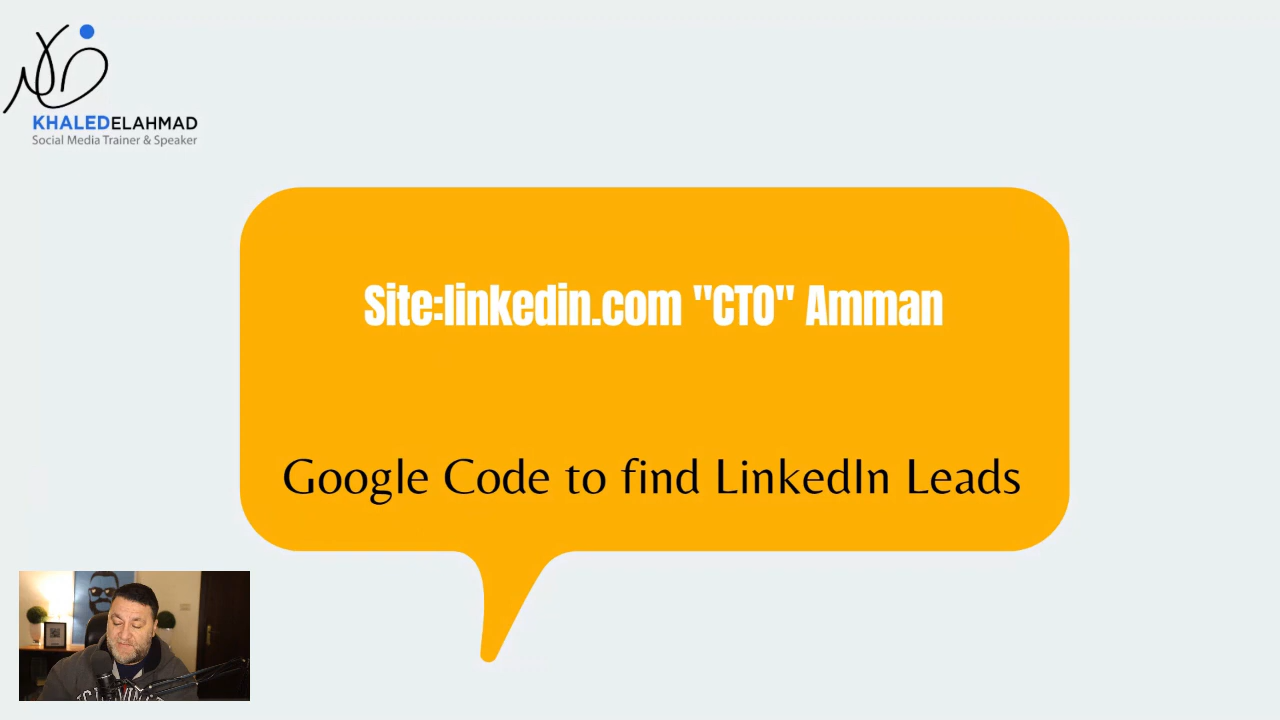 KHALEDELAHMAD
Social Media Trainer & Speaker
Site:linkedin.com "CTO" Amman
Google Code to find LinkedIn Leads